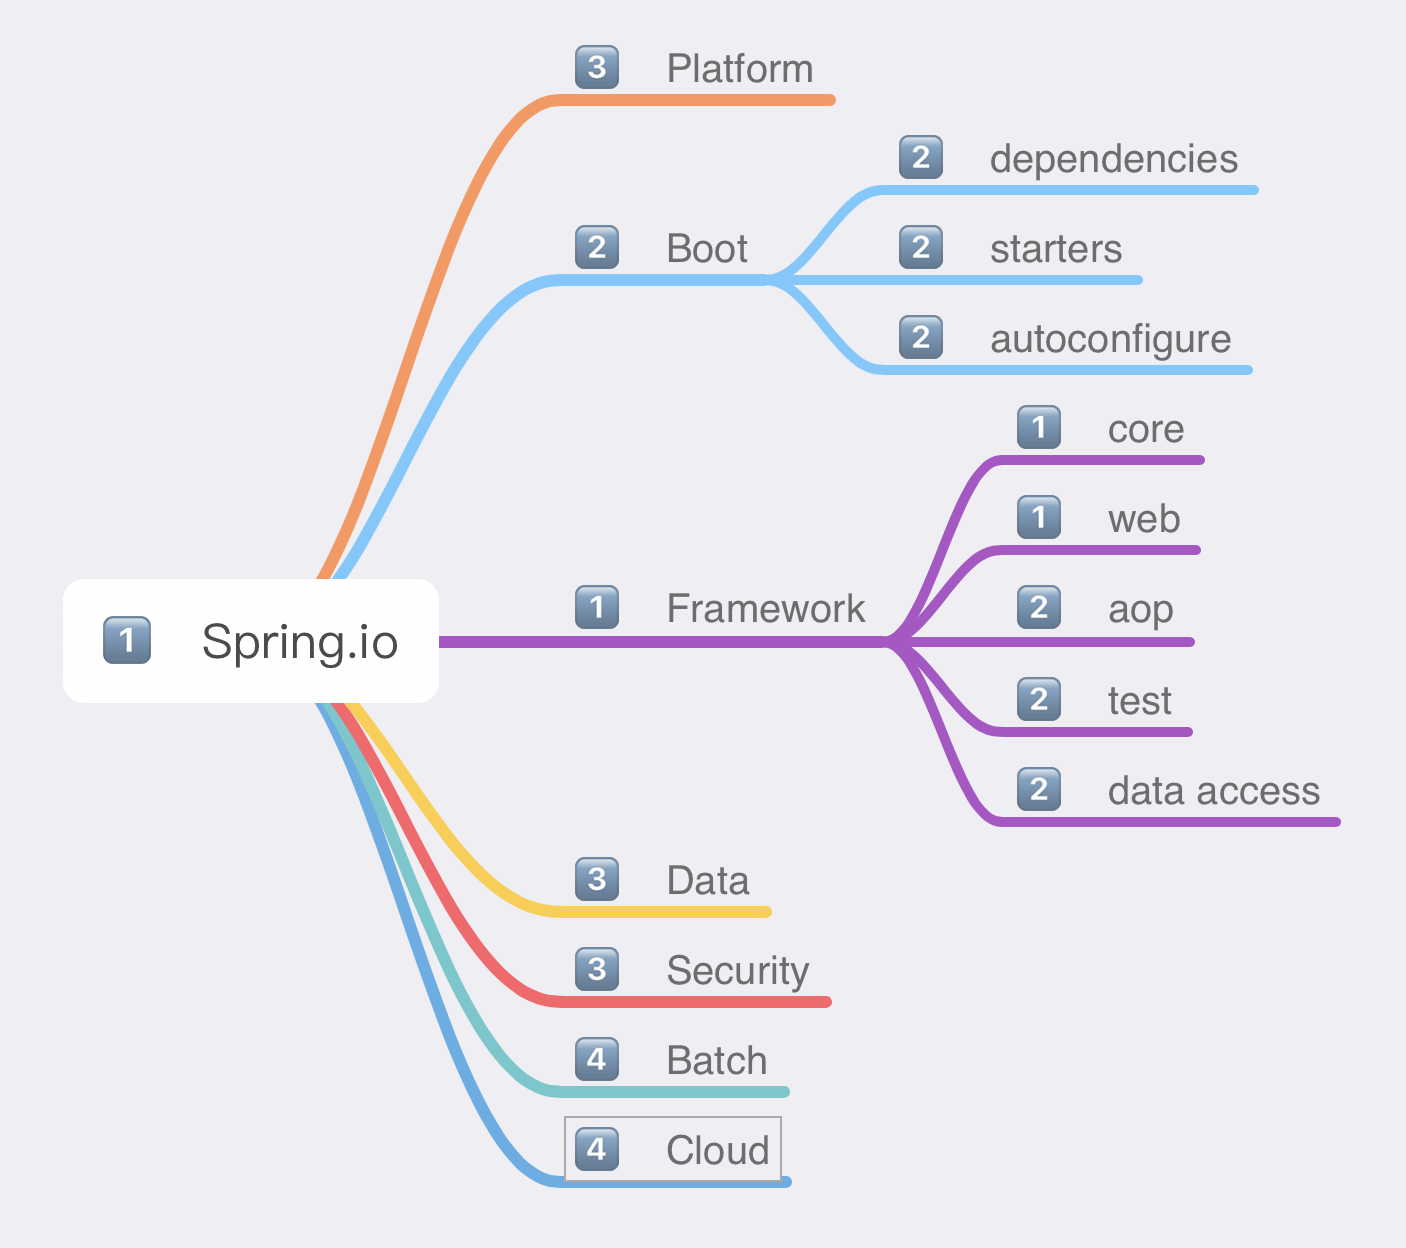 3 Platform
2 dependencies
2 Boot
2 starters
2 autoconfigure
1 core
1 web
1 Framework
2 aop
1 Spring.io
2 test
2 data access
3 Data
3 Security
4 Batch
4 Cloud